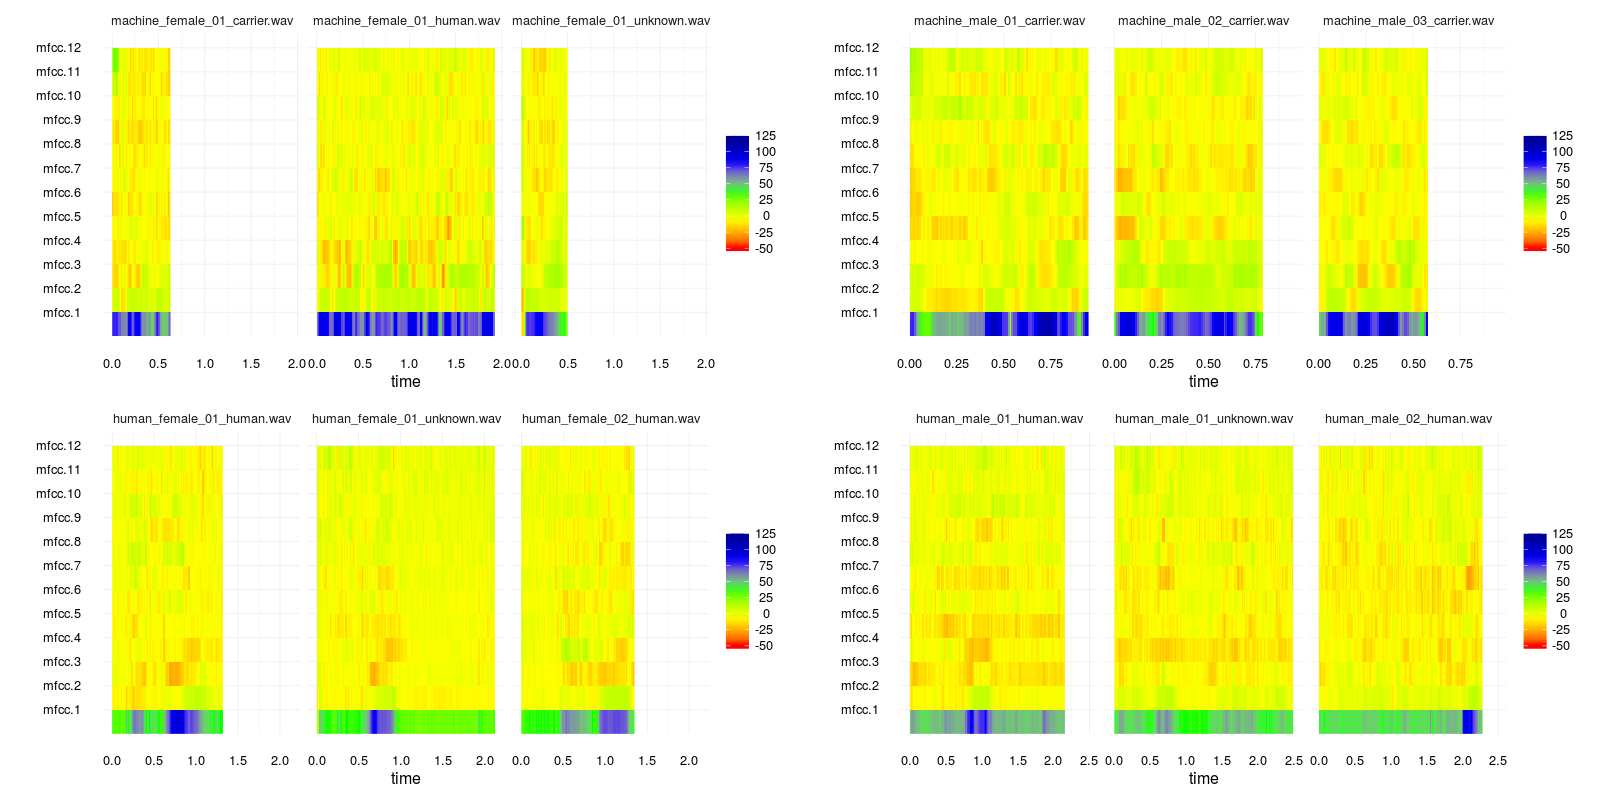 machine_female_01_carrier.wav machine_female_01_human.wav machine_female_01_unknown.wav
mfcc.12
mfcc.11
mfcc.10
mfcc.9
mfcc.8
mfcc.7
mfcc.6
mfcc.5
mfcc.4
mfcc.3
mfcc.2
mfcc.1
0.0 0.5 1.0 1.5 2.0 0.0 0.5 1.0 1.5 2.0 0.0 0.5 1.0 1.5 2.0
time
125
100
75
50
25
0
-25
-50
machine_male_01_carrier.wav machine_male_02_carrier.wav machine_male_03_carrier.wav
mfcc.12
mfcc.11
mfcc.10
mfcc.9
mfcc.8
mfcc.7
mfcc.6
mfcc.5
mfcc.4
mfcc.3
mfcc.2
mfcc.1
0.00 0.25 0.50 0.75 0.00 0.25 0.50 0.75 0.00 0.25 0.50 0.75
time
125
100
75
50
25
0
-25
-50
human_female_01_human.wav human_female_01_unknown.wav human_female_02_human.wav
mfcc.12
mfcc.11
mfcc.10
mfcc.9
mfcc.8
mfcc.7
mfcc.6
mfcc.5
mfcc.4
mfcc.3
mfcc.2
mfcc.1
0.0 0.5 1.0 1.5 2.0 0.0 0.5 1.0 1.5 2.0 0.0 0.5 1.0 1.5 2.0
time
125
100
75
50
25
0
-25
-50
human_male_01_human.wav human_male_01_unknown.wav human_male_02_human.wav
mfcc.12
mfcc.11
mfcc.10
mfcc.9
mfcc.8
mfcc.7
mfcc.6
mfcc.5
mfcc.4
mfcc.3
mfcc.2
mfcc.1
0.0 0.5 1.0 1.5 2.0 2.5 0.0 0.5 1.0 1.5 2.0 2.5 0.0 0.5 1.0 1.5 2.0 2.5
time
125
100
75
50
25
0
-25
-50